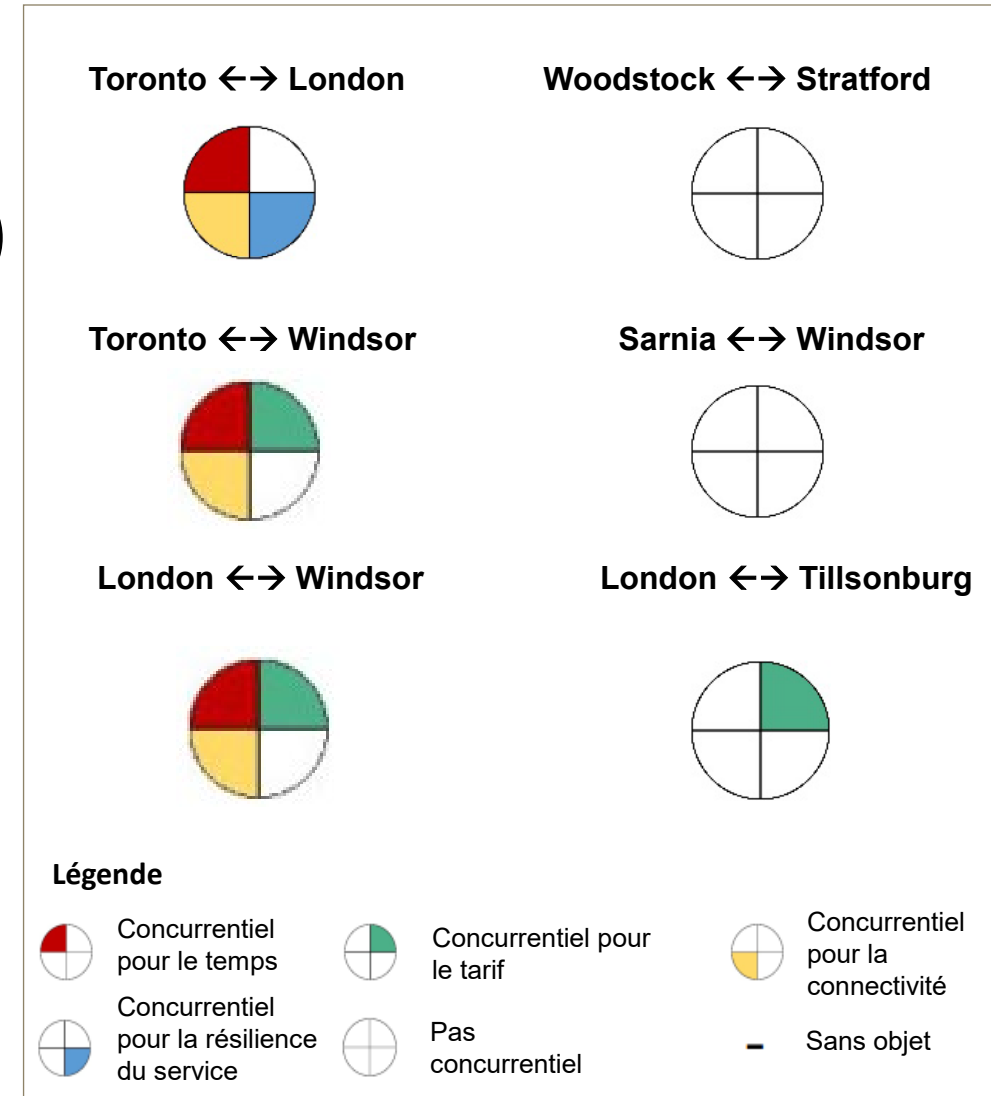 Toronto ←→ London
Woodstock ←→ Stratford
Toronto ←→ Windsor
Sarnia ←→ Windsor
London ←→ Windsor
London ←→ Tillsonburg
Légende
Concurrentiel
pour le temps
Concurrentiel pour
le tarif
Concurrentiel
pour la
connectivité
Concurrentiel
pour la résilience
du service
Pas
concurrentiel
- Sans objet